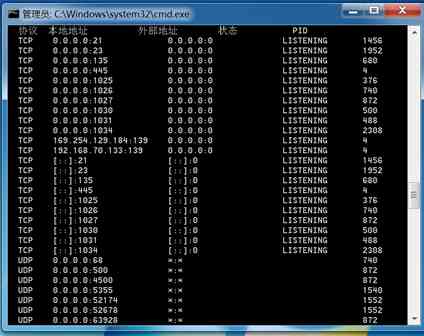 管理员: C:\Windows\system32\cmd.exe
协议 本地地址 外部地址 状态 PID
TCP 0.0.0.0:21 0.0.0.0:0 LISTENING 1456
TCP 0.0.0.0:23 0.0.0.0:0 LISTENING 1952
TCP 0.0.0.0:135 0.0.0.0:0 LISTENING 680
TCP 0.0.0.0:445 0.0.0.0:0 LISTENING 4
TCP 0.0.0.0:1025 0.0.0.0:0 LISTENING 376
TCP 0.0.0.0:1026 0.0.0.0:0 LISTENING 740
TCP 0.0.0.0:1027 0.0.0.0:0 LISTENING 872
TCP 0.0.0.0:1030 0.0.0.0:0 LISTENING 500
TCP 0.0.0.0:1031 0.0.0.0:0 LISTENING 488
TCP 0.0.0.0:1034 0.0.0.0:0 LISTENING 2308
TCP 169.254.129.184:139 0.0.0.0:0 LISTENING 4
TCP 192.168.70.133:139 0.0.0.0:0 LISTENING 4
TCP [::]:21 [::]:0 LISTENING 1456
TCP [::]:23 [::]:0 LISTENING 1952
TCP [::]:135 [::]:0 LISTENING 680
TCP [::]:445 [::]:0 LISTENING 4
TCP [::]:1025 [::]:0 LISTENING 376
TCP [::]:1026 [::]:0 LISTENING 740
TCP [::]:1027 [::]:0 LISTENING 872
TCP [::]:1030 [::]:0 LISTENING 500
TCP [::]:1031 [::]:0 LISTENING 488
TCP [::]:1034 [::]:0 LISTENING 2308
UDP 0.0.0.0:68 *:* 740
UDP 0.0.0.0:500 *:* 872
UDP 0.0.0.0:4500 *:* 872
UDP 0.0.0.0:5355 *:* 1540
UDP 0.0.0.0:52174 *:* 1552
UDP 0.0.0.0:52678 *:* 1552
UDP 0.0.0.0:63928 *:* 872